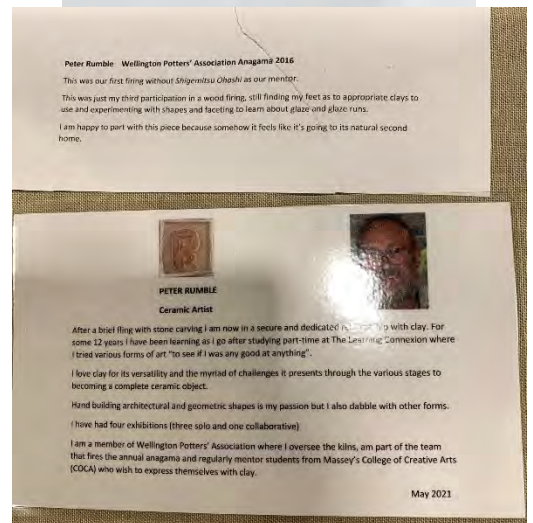 Peter Rumble Wellington Potters' Association Anagama 2016
This was our first firing without Shigemitsu Ohashi as our mentor.
This was just my third participation in a wood firing, still finding my feet as to appropriate clays to
use and experimenting with shapes and faceting to learn about glaze and glaze runs.
I am happy to part with this piece because somehow it feels like it's going to its natural second
home.
PETER RUMBLE
Ceramic Artist
After a brief fling with stone carving I am now in a secure and dedicated with clay. For
some 12 years I have been learning as I go after studying part-time at The Learning Connexion where
I tried various forms of art "to see if I was any good at anything".
I love clay for its versatility and the myriad of challenges it presents through the various stages to
becoming a complete ceramic object.
Hand building architectural and geometric shapes is my passion but I also dabble with other forms.
I have had four exhibitions (three solo and one collaborative)
I am a member of Wellington Potters' Association where I oversee the kilns, am part of the team
that fires the annual anagama and regularly mentor students from Massey's College of Creative Arts
(COCA) who wish to express themselves with clay.
May 2021